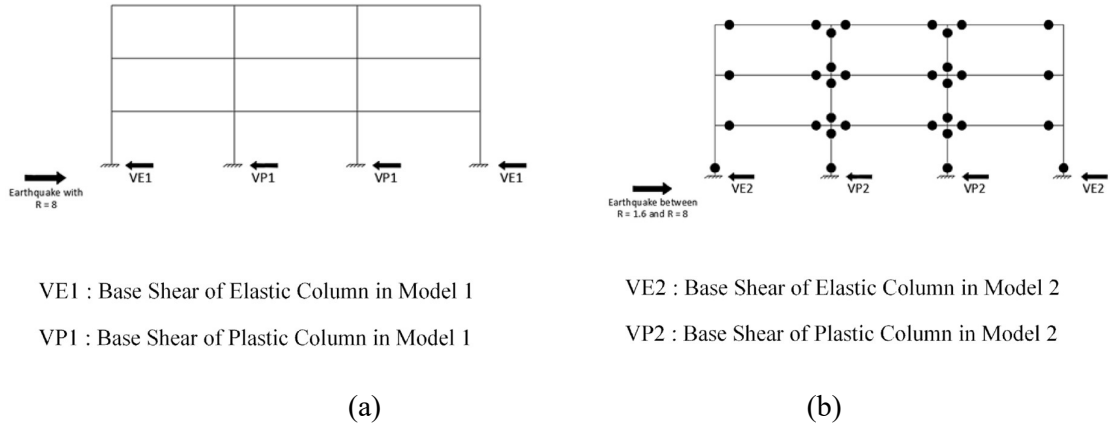 VE1
VP1
VP1
VE1
Earthquake with
R = 8
VE2
VP2
VP2
VE2
Earthquake between
R = 1.6 and R = 8
VE1 : Base Shear of Elastic Column in Model 1
VP1 : Base Shear of Plastic Column in Model 1
VE2 : Base Shear of Elastic Column in Model 2
VP2 : Base Shear of Plastic Column in Model 2
(a)
(b)